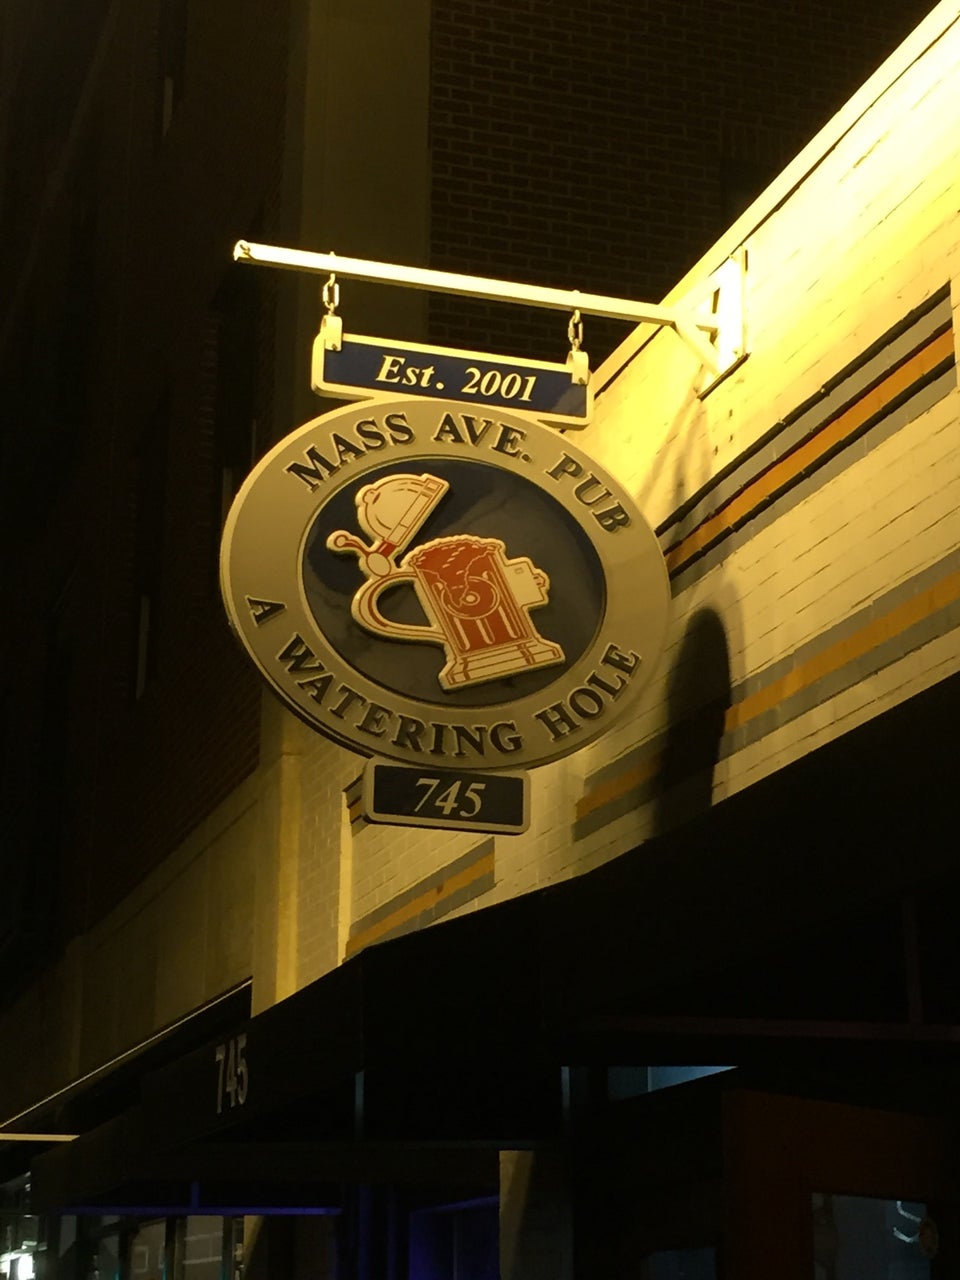 Est. 2001
MASS AVE. PUB
A WATERING HOLE
745
745